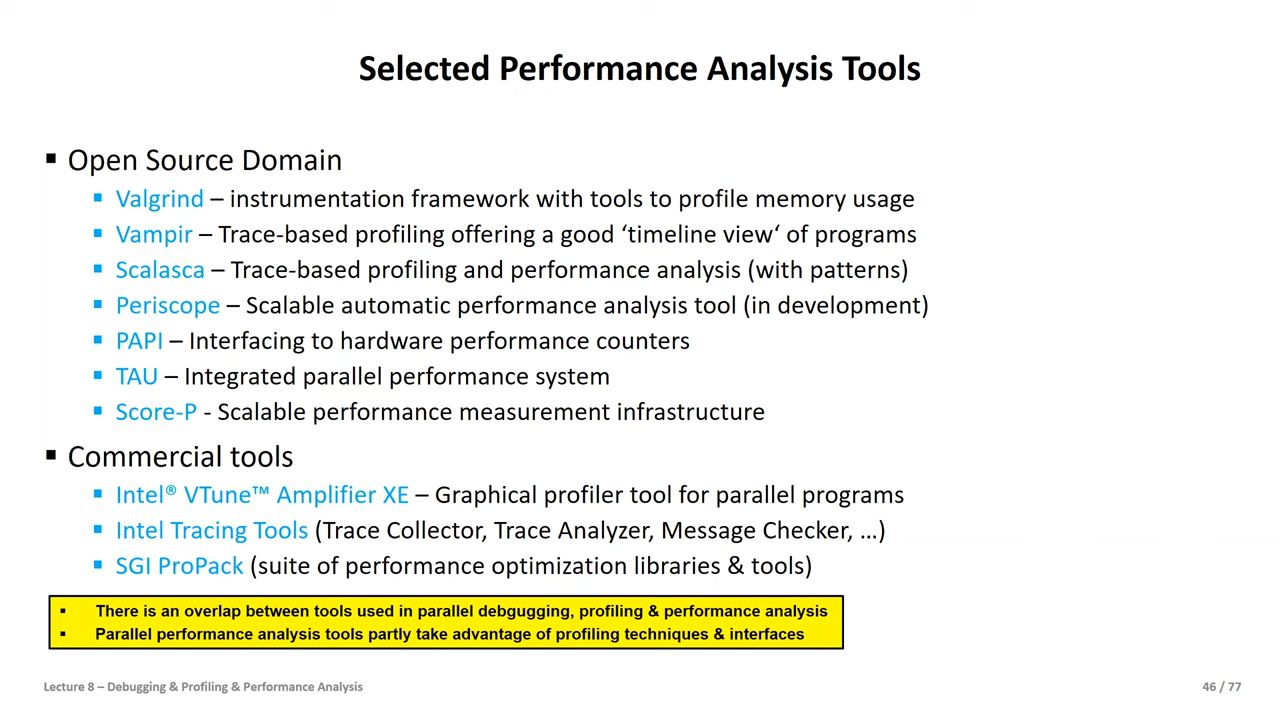 Selected Performance Analysis Tools
▪ Open Source Domain
▪ Valgrind – instrumentation framework with tools to profile memory usage
▪ Vampir – Trace-based profiling offering a good ‘timeline view‘ of programs
▪ Scalasca – Trace-based profiling and performance analysis (with patterns)
▪ Periscope – Scalable automatic performance analysis tool (in development)
▪ PAPI – Interfacing to hardware performance counters
▪ TAU – Integrated parallel performance system
▪ Score-P - Scalable performance measurement infrastructure
▪ Commercial tools
▪ Intel® VTune™ Amplifier XE – Graphical profiler tool for parallel programs
▪ Intel Tracing Tools (Trace Collector, Trace Analyzer, Message Checker, …)
▪ SGI ProPack (suite of performance optimization libraries & tools)
▪ There is an overlap between tools used in parallel debgugging, profiling & performance analysis
▪ Parallel performance analysis tools partly take advantage of profiling techniques & interfaces
Lecture 8 – Debugging & Profiling & Performance Analysis
46 / 77